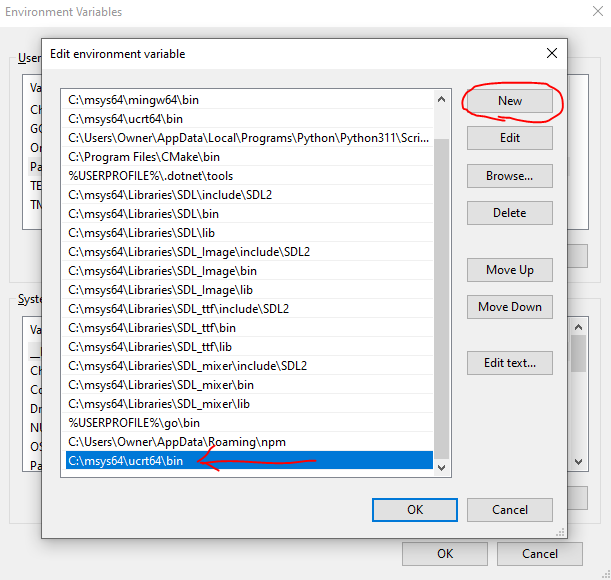 Environment Variables
Edit environment variable
User
Va
Ch
GO
On
Pa
TE
TN
C:\msys64\mingw64\bin
C:\msys64\ucrt64\bin
C:\Users\Owner\AppData\Local\Programs\Python\Python311\Scri...
C:\Program Files\CMake\bin
%USERPROFILE%\.dotnet\tools
C:\msys64\Libraries\SDL\include\SDL2
C:\msys64\Libraries\SDL\bin
C:\msys64\Libraries\SDL\lib
C:\msys64\Libraries\SDL_Image\include\SDL2
C:\msys64\Libraries\SDL_Image\bin
C:\msys64\Libraries\SDL_Image\lib
C:\msys64\Libraries\SDL_ttf\include\SDL2
C:\msys64\Libraries\SDL_ttf\bin
C:\msys64\Libraries\SDL_ttf\lib
C:\msys64\Libraries\SDL_mixer\include\SDL2
C:\msys64\Libraries\SDL_mixer\bin
C:\msys64\Libraries\SDL_mixer\lib
%USERPROFILE%\go\bin
C:\Users\Owner\AppData\Roaming\npm
C:\msys64\ucrt64\bin
New
Edit
Browse...
Delete
Move Up
Move Down
Edit text...
OK
Cancel
Syste
Va
Ch
Co
Dr
NU
OS
Pa
OK
Cancel